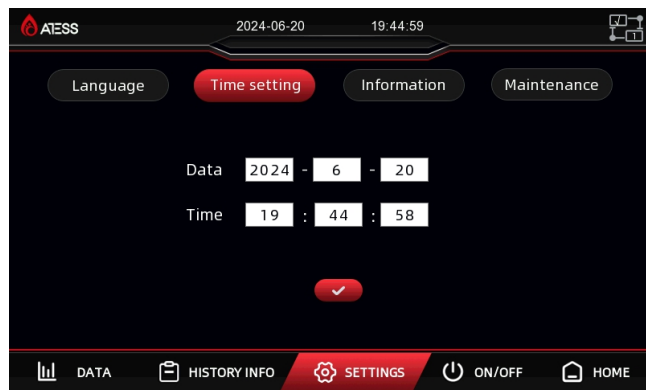 ATESS 2024-06-20 19:44:59
1
Language Time setting Information Maintenance
Data 2024 - 6 - 20
Time 19 : 44 : 58
DATA HISTORY INFO SETTINGS ON/OFF HOME